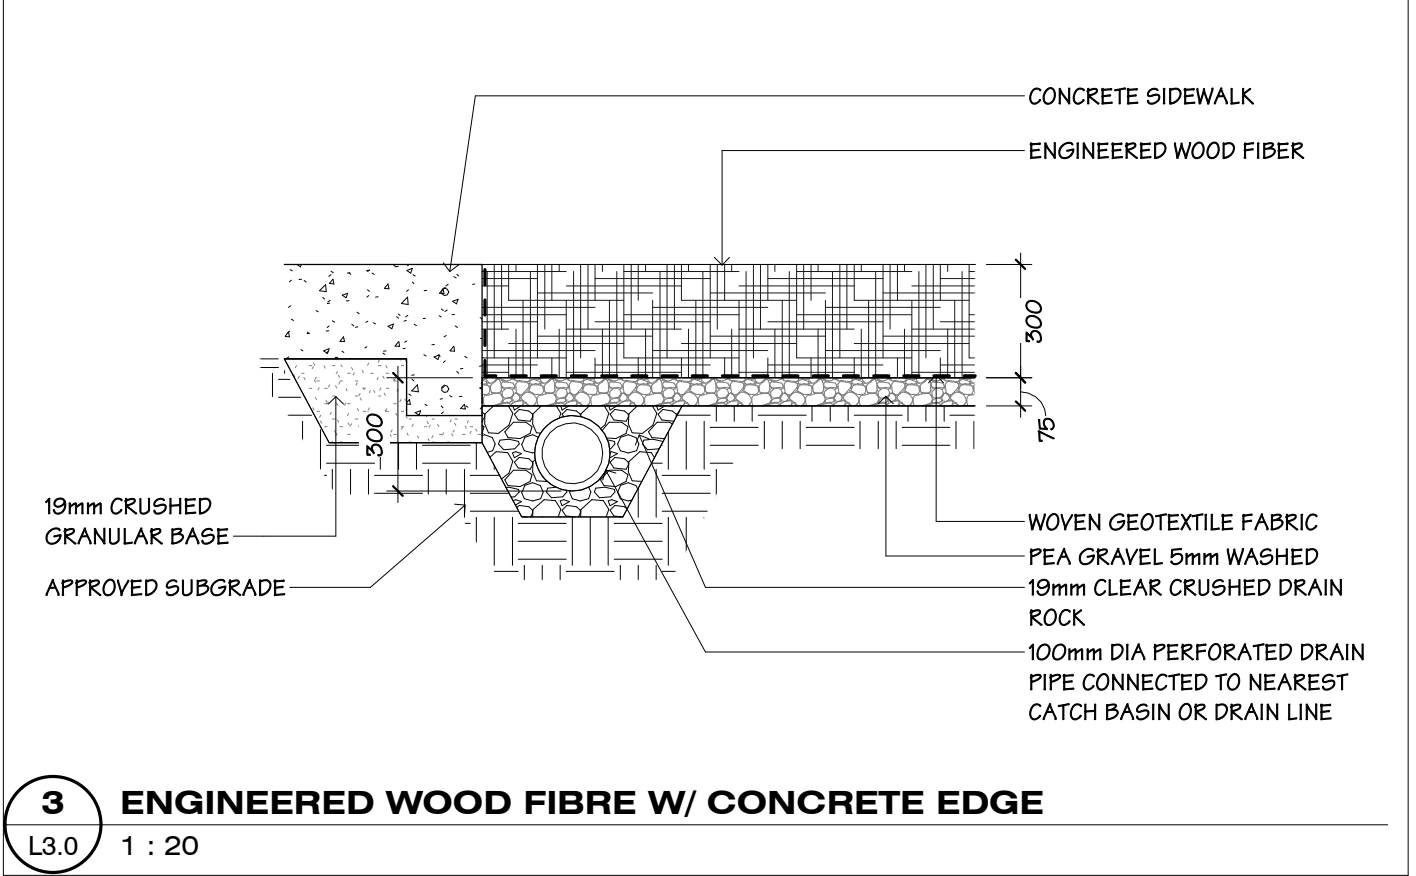 CONCRETE SIDEWALK
ENGINEERED WOOD FIBER
300
75
300
19mm CRUSHED
GRANULAR BASE
APPROVED SUBGRADE
WOVEN GEOTEXTILE FABRIC
PEA GRAVEL 5mm WASHED
19mm CLEAR CRUSHED DRAIN
ROCK
100mm DIA PERFORATED DRAIN
PIPE CONNECTED TO NEAREST
CATCH BASIN OR DRAIN LINE
3
ENGINEERED WOOD FIBRE W/ CONCRETE EDGE
L3.0
1 : 20